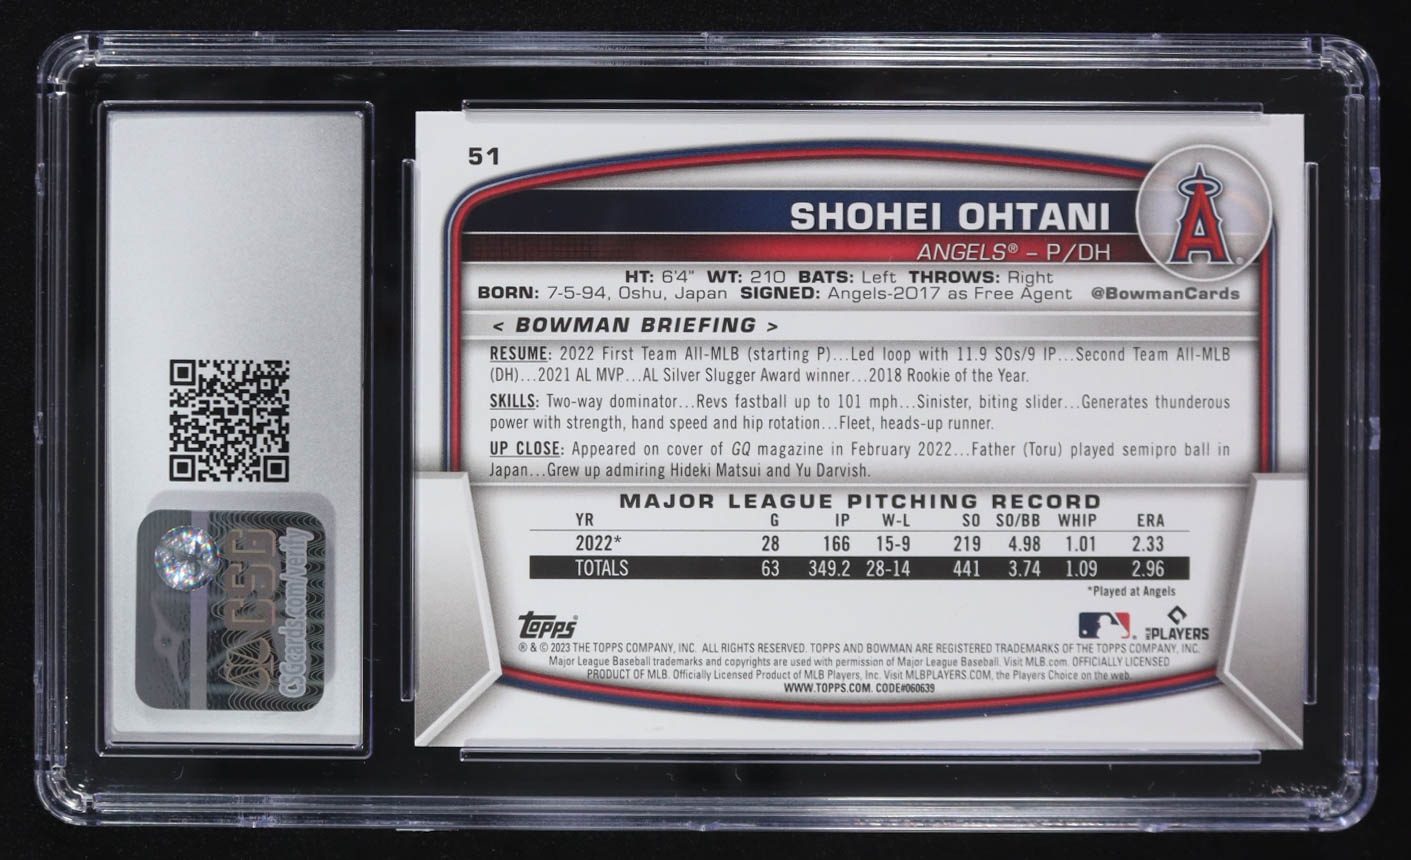 51
SHOHEI OHTANI
ANGELS® – P/DH
A
HT: 6'4" WT: 210 BATS: Left THROWS: Right
BORN: 7-5-94, Oshu, Japan SIGNED: Angels-2017 as Free Agent @BowmanCards
< BOWMAN BRIEFING >
RESUME: 2022 First Team All-MLB (starting P)...Led loop with 11.9 SOs/9 IP...Second Team All-MLB
(DH)...2021 AL MVP...AL Silver Slugger Award winner...2018 Rookie of the Year.
SKILLS: Two-way dominator...Revs fastball up to 101 mph...Sinister, biting slider...Generates thunderous
power with strength, hand speed and hip rotation...Fleet, heads-up runner.
UP CLOSE: Appeared on cover of GQ magazine in February 2022...Father (Toru) played semipro ball in
Japan...Grew up admiring Hideki Matsui and Yu Darvish.
MAJOR LEAGUE PITCHING RECORD
YR G IP W-L SO SO/BB WHIP ERA
2022* 28 166 15-9 219 4.98 1.01 2.33
TOTALS 63 349.2 28-14 441 3.74 1.09 2.96
*Played at Angels
Topps®
MLB PLAYERS
® & © 2023 THE TOPPS COMPANY, INC. ALL RIGHTS RESERVED. TOPPS AND BOWMAN ARE REGISTERED TRADEMARKS OF THE TOPPS COMPANY, INC.
Major League Baseball trademarks and copyrights are used with permission of Major League Baseball. Visit MLB.com. OFFICIALLY LICENSED
PRODUCT OF MLB. Officially Licensed Product of MLB Players, Inc. Visit MLBPLAYERS.COM, the Players Choice on the web.
WWW.TOPPS.COM. CODE#060639
CSG
CSGcards.com/verify